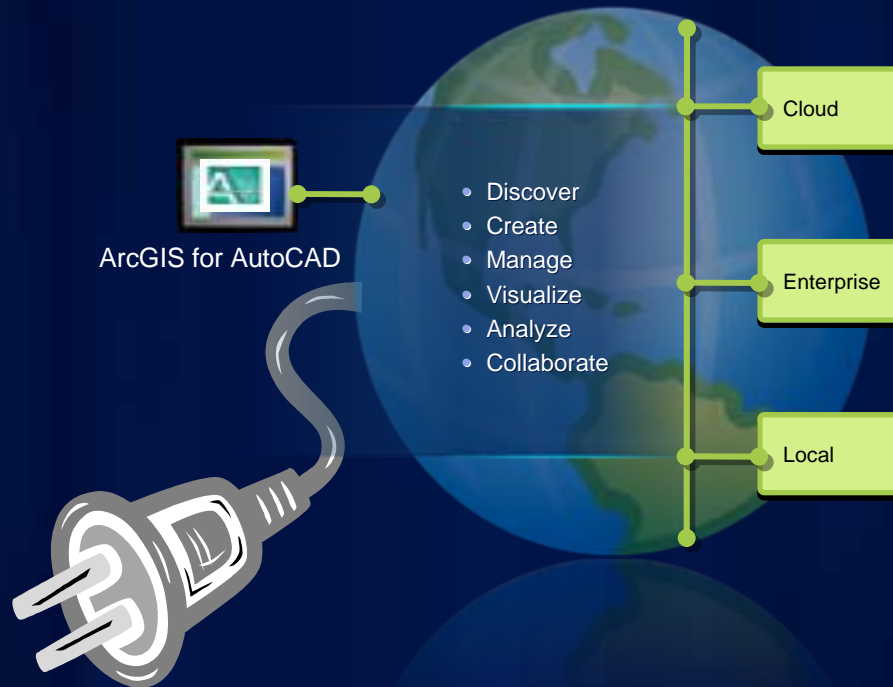 ArcGIS for AutoCAD
• Discover
• Create
• Manage
• Visualize
• Analyze
• Collaborate
Cloud
Enterprise
Local